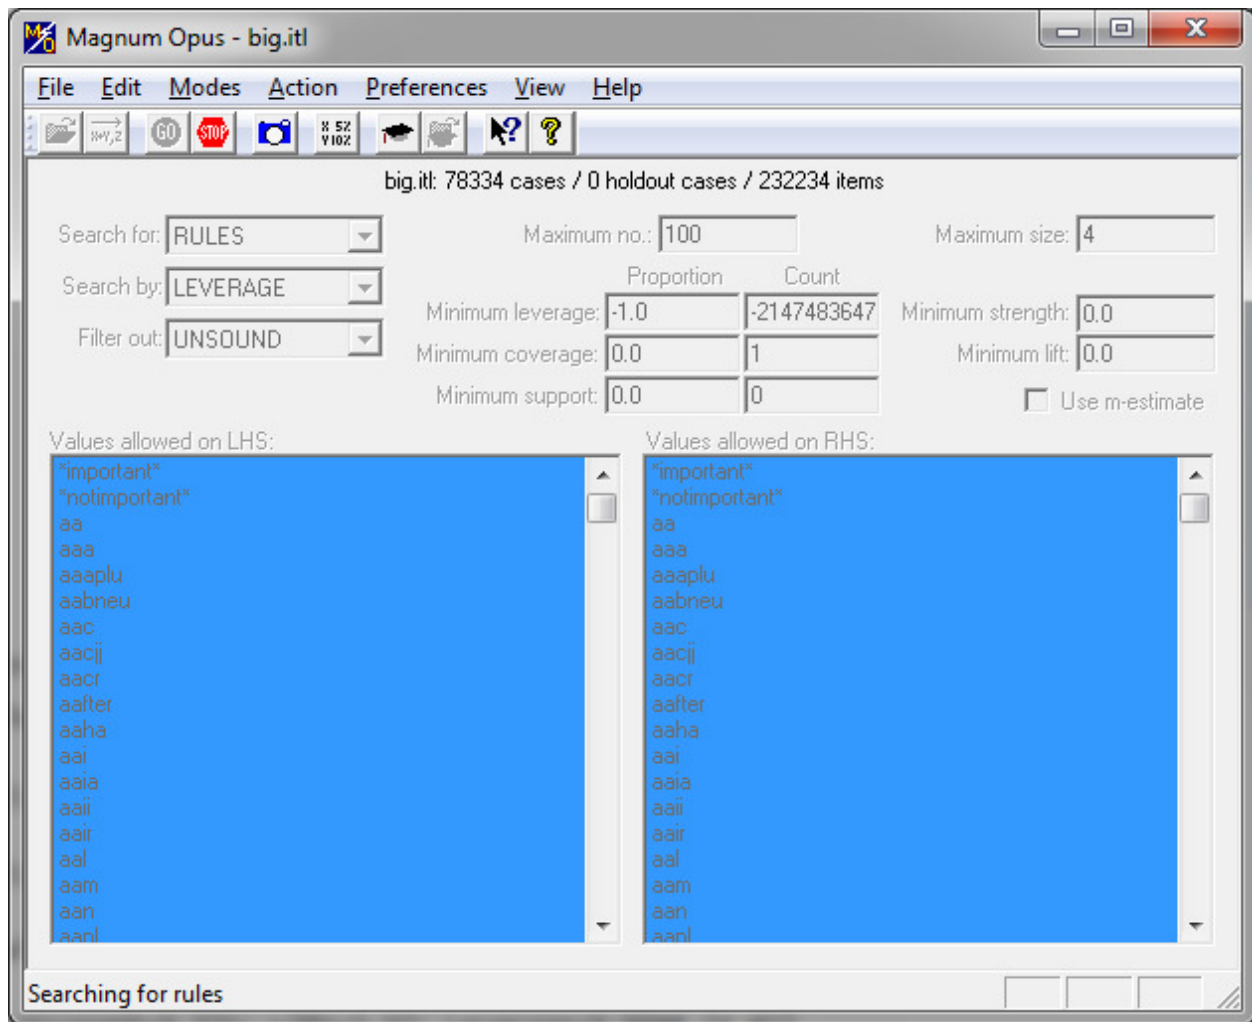 Magnum Opus - big.itl
File Edit Modes Action Preferences View Help
GO STOP X 5% Y10%
big.itl: 78334 cases / 0 holdout cases / 232234 items
Search for: RULES Maximum no.: 100 Maximum size: 4
Proportion Count
Search by: LEVERAGE
Minimum leverage: -1.0 -2147483647 Minimum strength: 0.0
Filter out: UNSOUND
Minimum coverage: 0.0 1 Minimum lift: 0.0
Minimum support: 0.0 0 Use m-estimate
Values allowed on LHS: Values allowed on RHS:
*important* *important*
*notimportant* *notimportant*
aa aa
aaa aaa
aaaplu aaaplu
aabneu aabneu
aac aac
aacjj aacjj
aacr aacr
aafter aafter
aaha aaha
aai aai
aaia aaia
aaii aaii
aair aair
aal aal
aam aam
aan aan
aapl aapl
Searching for rules